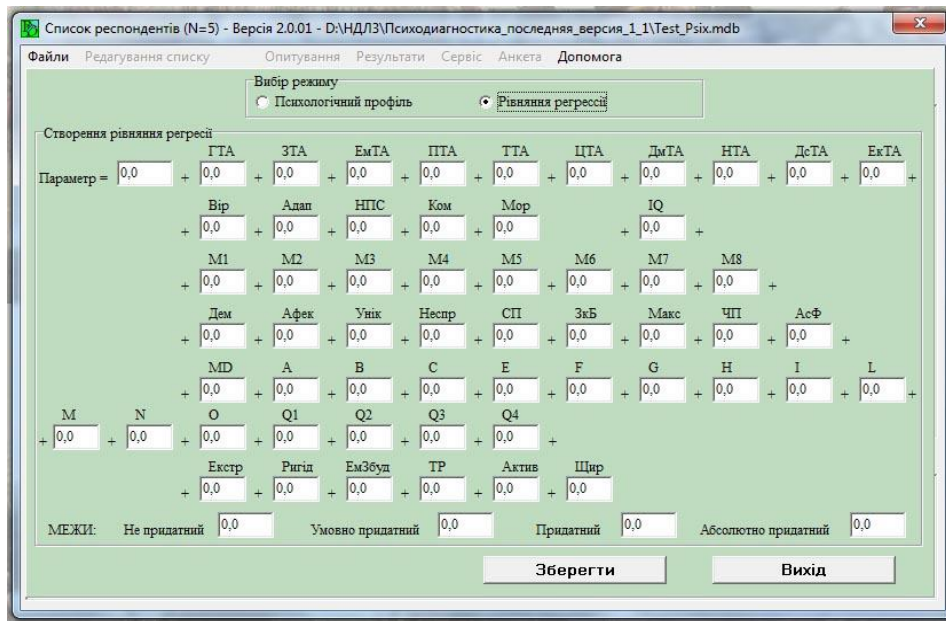 Список респондентів (N=5) - Версія 2.0.01 - D:\НДЛЗ\Психодиагностика_последняя_версия_1_1\Test_Psix.mdb
Файли Редагування списку Опитування Результати Сервіс Анкета Допомога
Вибір режиму
Психологічний профіль Рівняння регрессії
Створення рівняння регресії
ГТА ЗТА ЕмТА ПТА ТТА ЦТА ДмТА НТА ДсТА ЕкТА
Параметр = 0,0 + 0,0 + 0,0 + 0,0 + 0,0 + 0,0 + 0,0 + 0,0 + 0,0 + 0,0 + 0,0 +
Вір Адап НПС Ком Мор IQ
+ 0,0 + 0,0 + 0,0 + 0,0 + 0,0 + 0,0 +
М1 М2 М3 М4 М5 М6 М7 М8
+ 0,0 + 0,0 + 0,0 + 0,0 + 0,0 + 0,0 + 0,0 + 0,0 +
Дем Афек Унік Неспр СП ЗкБ Макс ЧП АсФ
+ 0,0 + 0,0 + 0,0 + 0,0 + 0,0 + 0,0 + 0,0 + 0,0 + 0,0 +
MD A B C E F G H I L
+ 0,0 + 0,0 + 0,0 + 0,0 + 0,0 + 0,0 + 0,0 + 0,0 + 0,0 + 0,0 +
M N O Q1 Q2 Q3 Q4
+ 0,0 + 0,0 + 0,0 + 0,0 + 0,0 + 0,0 + 0,0 +
Екстр Ригід ЕмЗбуд ТР Актив Щир
+ 0,0 + 0,0 + 0,0 + 0,0 + 0,0 + 0,0
МЕЖИ: Не придатний 0,0 Умовно придатний 0,0 Придатний 0,0 Абсолютно придатний 0,0
Зберегти Вихід